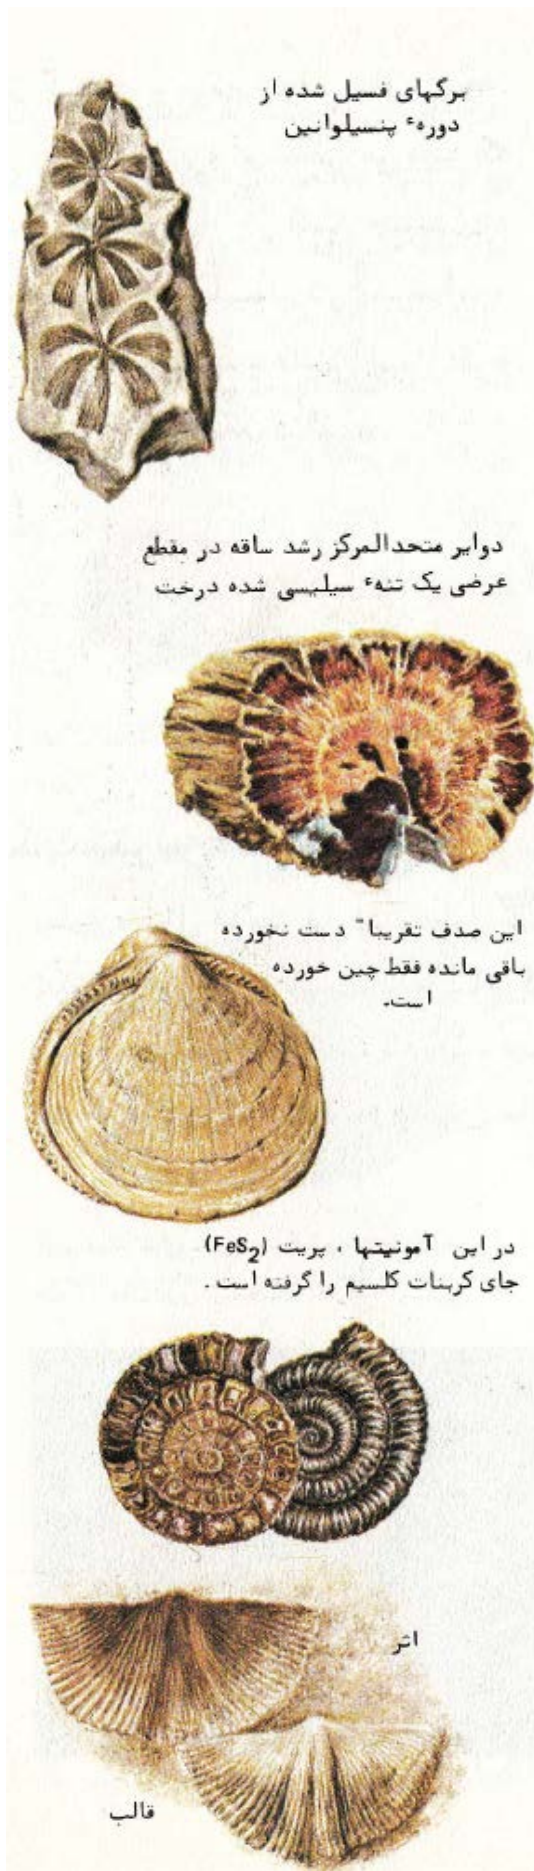 برگهای فسیل شده از
دورهٔ پنسیلوانین
دوایر متحدالمرکز رشد ساقه در مقطع
عرضی یک تنهٔ سیلیسی شده درخت
این صدف تقریبا" دست نخورده
باقی مانده فقط چین خورده
است.
در این آمونیتها ، پریت (FeS₂)
جای کربنات کلسیم را گرفته است.
اثر
قالب